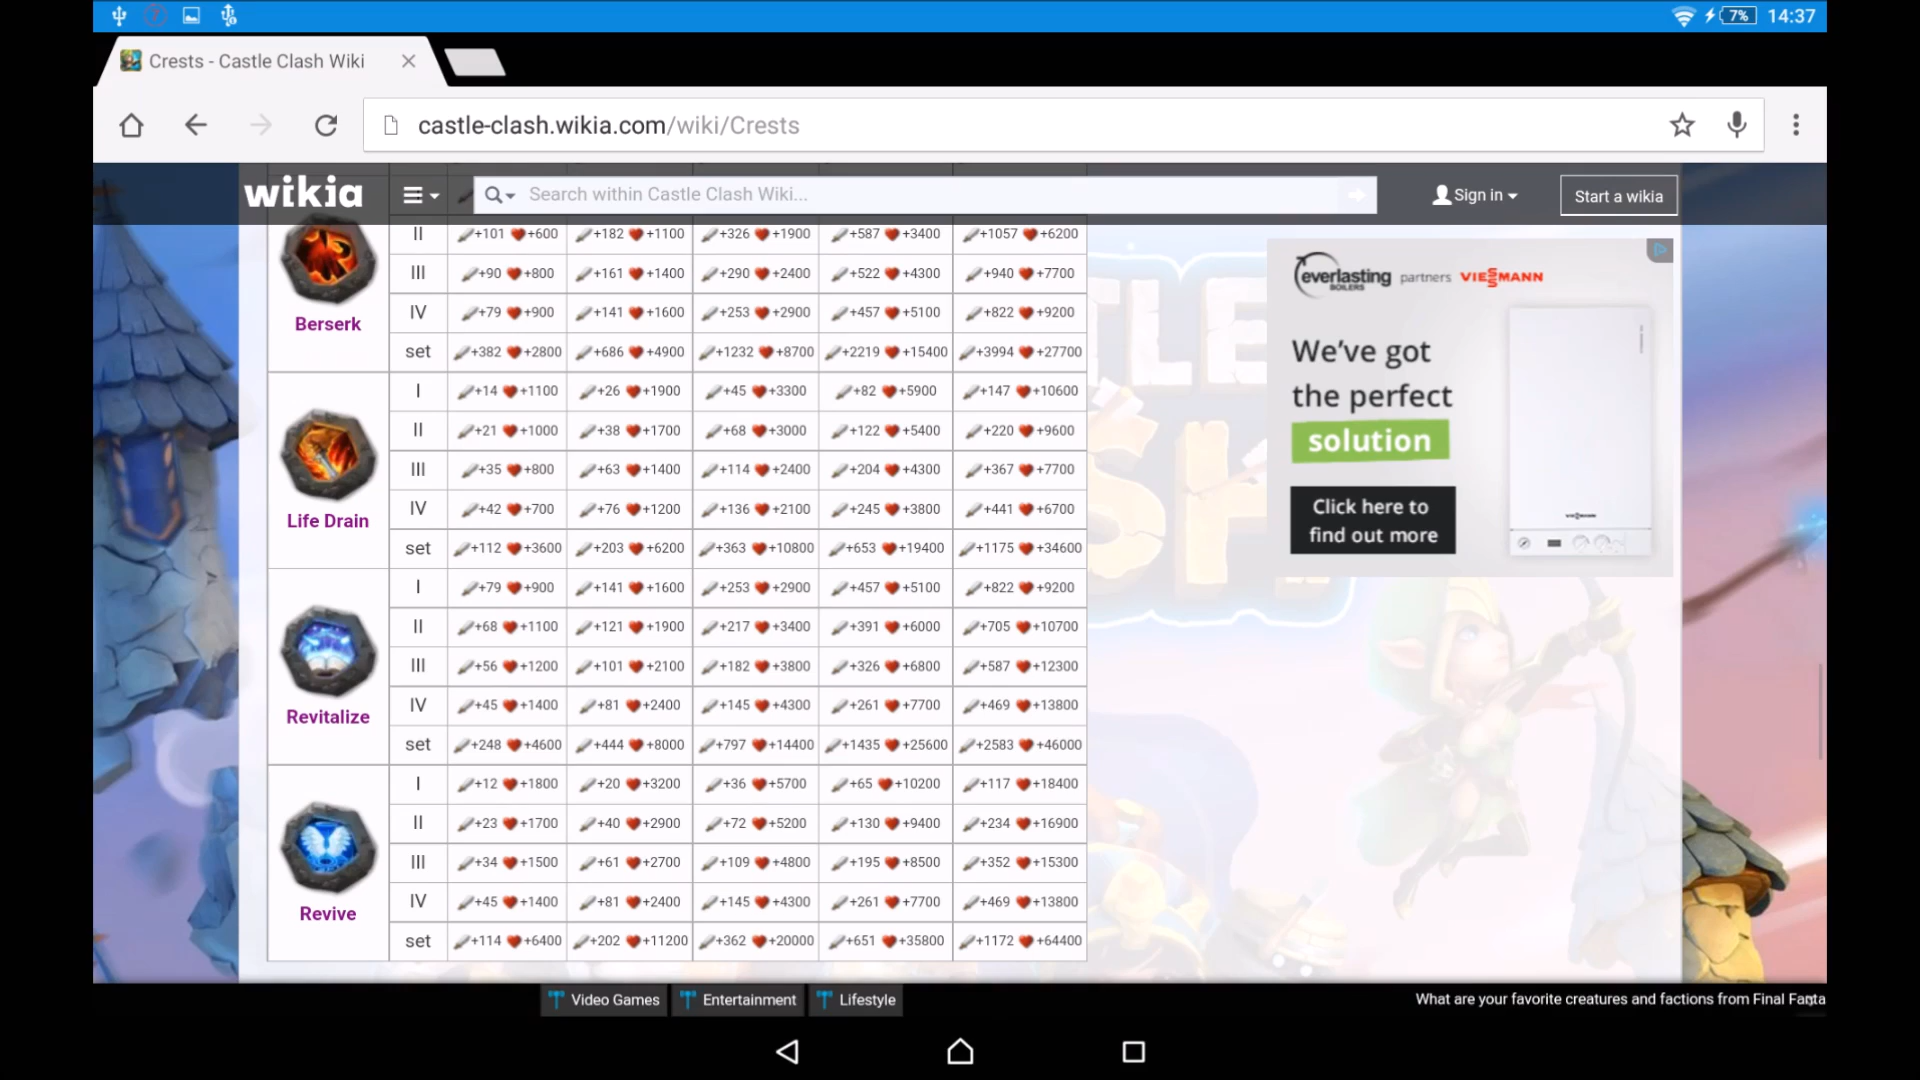 7% 14:37
Crests - Castle Clash Wiki
castle-clash.wikia.com/wiki/Crests
wikia Search within Castle Clash Wiki... Sign in Start a wikia
II +101 +600 +182 +1100 +326 +1900 +587 +3400 +1057 +6200
III +90 +800 +161 +1400 +290 +2400 +522 +4300 +940 +7700
IV +79 +900 +141 +1600 +253 +2900 +457 +5100 +822 +9200
Berserk
set +382 +2800 +686 +4900 +1232 +8700 +2219 +15400 +3994 +27700
I +14 +1100 +26 +1900 +45 +3300 +82 +5900 +147 +10600
II +21 +1000 +38 +1700 +68 +3000 +122 +5400 +220 +9600
III +35 +800 +63 +1400 +114 +2400 +204 +4300 +367 +7700
IV +42 +700 +76 +1200 +136 +2100 +245 +3800 +441 +6700
Life Drain
set +112 +3600 +203 +6200 +363 +10800 +653 +19400 +1175 +34600
I +79 +900 +141 +1600 +253 +2900 +457 +5100 +822 +9200
II +68 +1100 +121 +1900 +217 +3400 +391 +6000 +705 +10700
III +56 +1200 +101 +2100 +182 +3800 +326 +6800 +587 +12300
IV +45 +1400 +81 +2400 +145 +4300 +261 +7700 +469 +13800
Revitalize
set +248 +4600 +444 +8000 +797 +14400 +1435 +25600 +2583 +46000
I +12 +1800 +20 +3200 +36 +5700 +65 +10200 +117 +18400
II +23 +1700 +40 +2900 +72 +5200 +130 +9400 +234 +16900
III +34 +1500 +61 +2700 +109 +4800 +195 +8500 +352 +15300
IV +45 +1400 +81 +2400 +145 +4300 +261 +7700 +469 +13800
Revive
set +114 +6400 +202 +11200 +362 +20000 +651 +35800 +1172 +64400
everlasting BOILERS partners VIESSMANN
We've got
the perfect
solution
Click here to
find out more
VIESSMANN
Video Games Entertainment Lifestyle
What are your favorite creatures and factions from Final Fanta